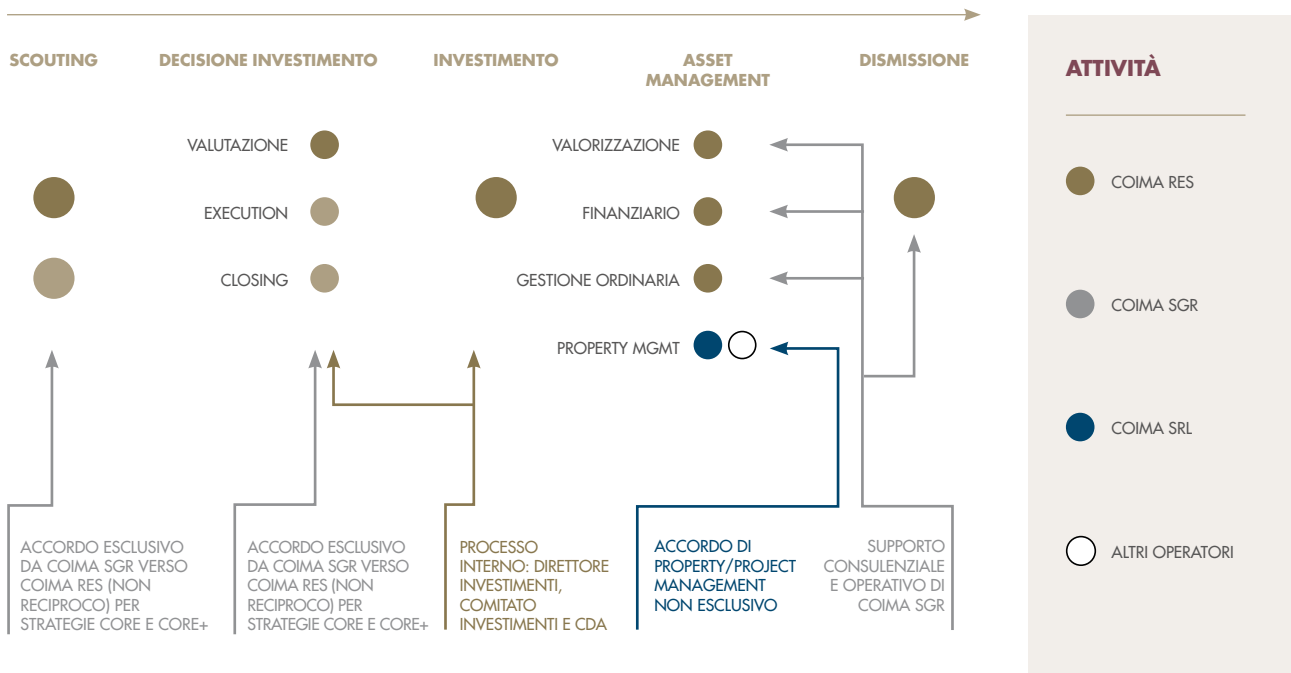 SCOUTING
DECISIONE INVESTIMENTO
INVESTIMENTO
ASSET
MANAGEMENT
DISMISSIONE
VALUTAZIONE
EXECUTION
CLOSING
VALORIZZAZIONE
FINANZIARIO
GESTIONE ORDINARIA
PROPERTY MGMT
ACCORDO ESCLUSIVO
DA COIMA SGR VERSO
COIMA RES (NON
RECIPROCO) PER
STRATEGIE CORE E CORE+
ACCORDO ESCLUSIVO
DA COIMA SGR VERSO
COIMA RES (NON
RECIPROCO) PER
STRATEGIE CORE E CORE+
PROCESSO
INTERNO: DIRETTORE
INVESTIMENTI,
COMITATO
INVESTIMENTI E CDA
ACCORDO DI
PROPERTY/PROJECT
MANAGEMENT
NON ESCLUSIVO
SUPPORTO
CONSULENZIALE
E OPERATIVO DI
COIMA SGR
ATTIVITÀ
COIMA RES
COIMA SGR
COIMA SRL
ALTRI OPERATORI